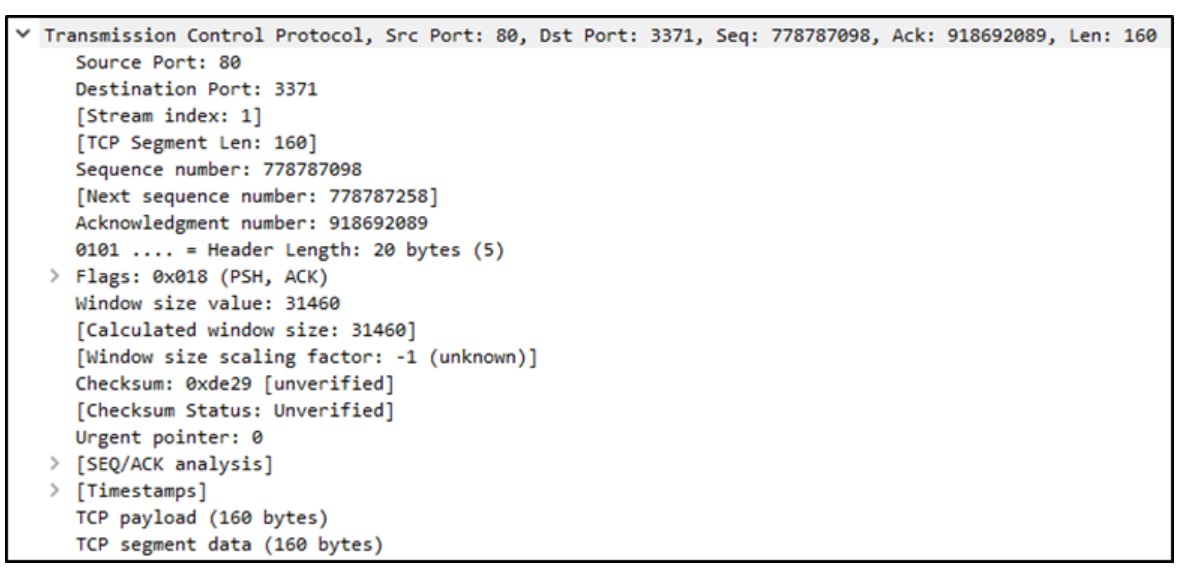 Transmission Control Protocol, Src Port: 80, Dst Port: 3371, Seq: 778787098, Ack: 918692089, Len: 160
Source Port: 80
Destination Port: 3371
[Stream index: 1]
[TCP Segment Len: 160]
Sequence number: 778787098
[Next sequence number: 778787258]
Acknowledgment number: 918692089
0101 .... = Header Length: 20 bytes (5)
Flags: 0x018 (PSH, ACK)
Window size value: 31460
[Calculated window size: 31460]
[Window size scaling factor: -1 (unknown)]
Checksum: 0xde29 [unverified]
[Checksum Status: Unverified]
Urgent pointer: 0
[SEQ/ACK analysis]
[Timestamps]
TCP payload (160 bytes)
TCP segment data (160 bytes)